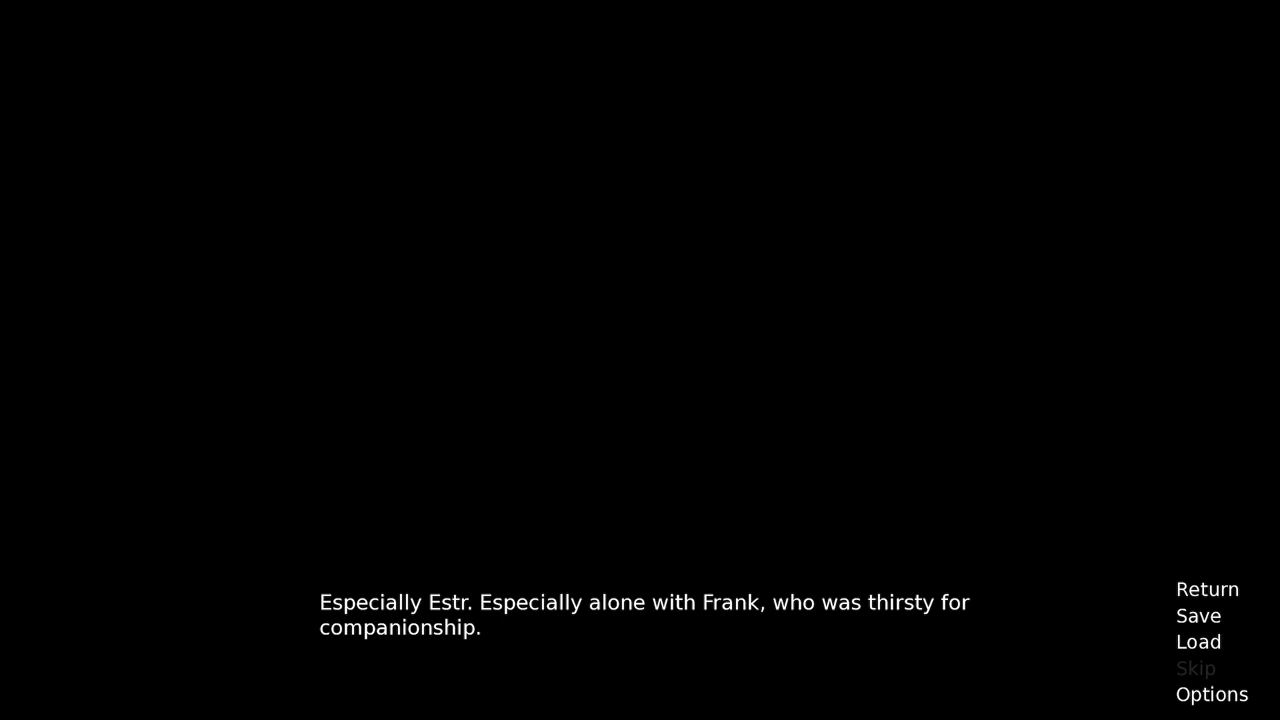 Especially Estr. Especially alone with Frank, who was thirsty for
companionship.
Return
Save
Load
Skip
Options